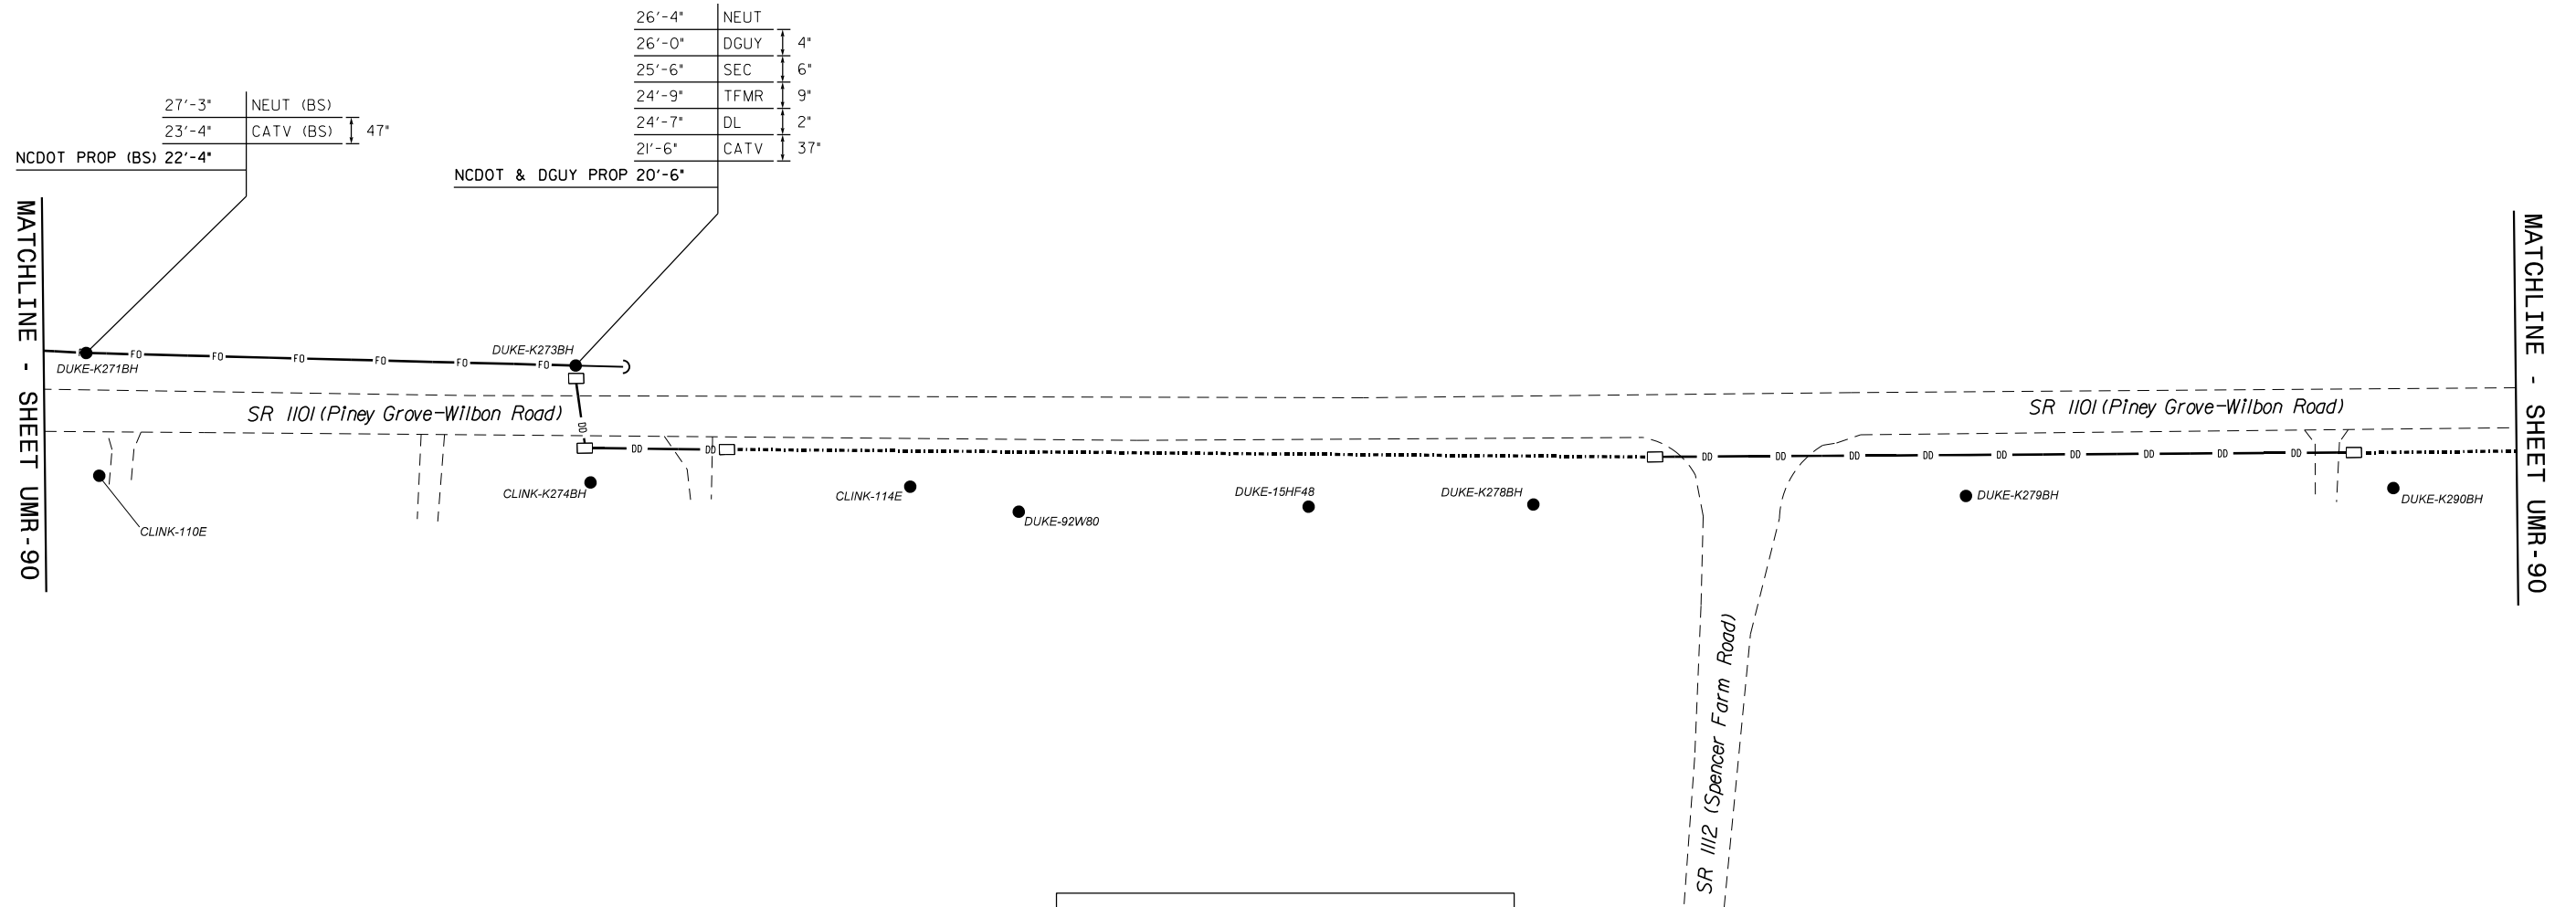 26'-4" NEUT
26'-0" DGUY 4"
25'-6" SEC 6"
24'-9" TFMR 9"
24'-7" DL 2"
21'-6" CATV 37"
NCDOT & DGUY PROP 20'-6"
27'-3" NEUT (BS)
23'-4" CATV (BS) 47"
NCDOT PROP (BS) 22'-4"
MATCHLINE - SHEET UMR-90
MATCHLINE - SHEET UMR-90
FO FO FO FO FO FO
DUKE-K271BH
DUKE-K273BH
SR 1101 (Piney Grove-Wilbon Road)
SR 1101 (Piney Grove-Wilbon Road)
DD
DD DD
DD DD DD DD DD DD DD DD DD
CLINK-110E
CLINK-K274BH
CLINK-114E
DUKE-92W80
DUKE-15HF48
DUKE-K278BH
DUKE-K279BH
DUKE-K290BH
SR 1112 (Spencer Farm Road)